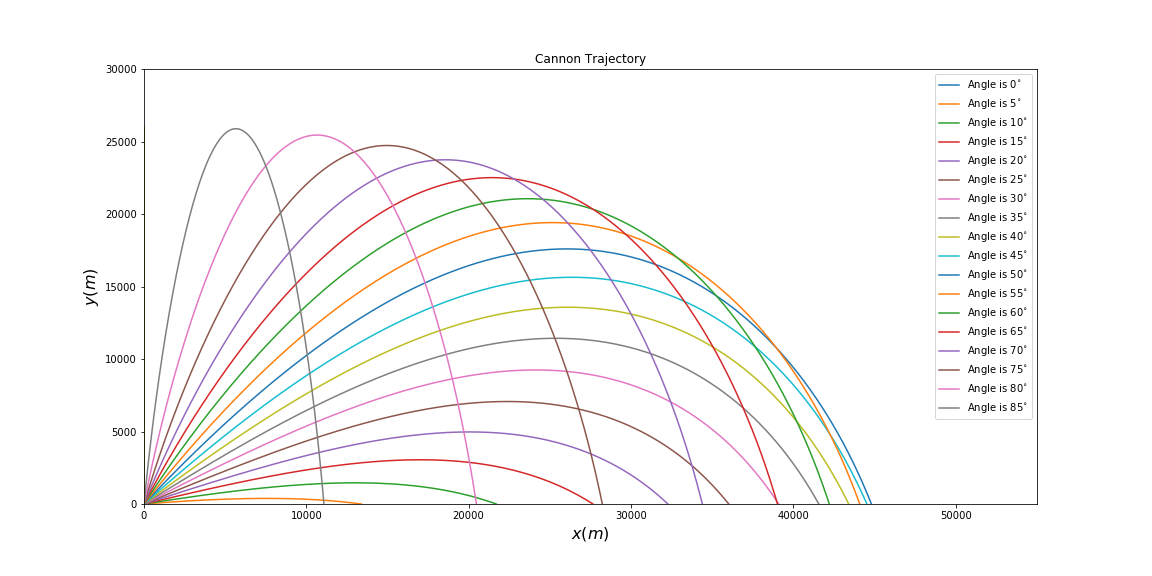 Cannon Trajectory
30000
25000
20000
15000
10000
5000
0
y(m)
0
10000
20000
30000
40000
50000
x(m)
Angle is 0°
Angle is 5°
Angle is 10°
Angle is 15°
Angle is 20°
Angle is 25°
Angle is 30°
Angle is 35°
Angle is 40°
Angle is 45°
Angle is 50°
Angle is 55°
Angle is 60°
Angle is 65°
Angle is 70°
Angle is 75°
Angle is 80°
Angle is 85°